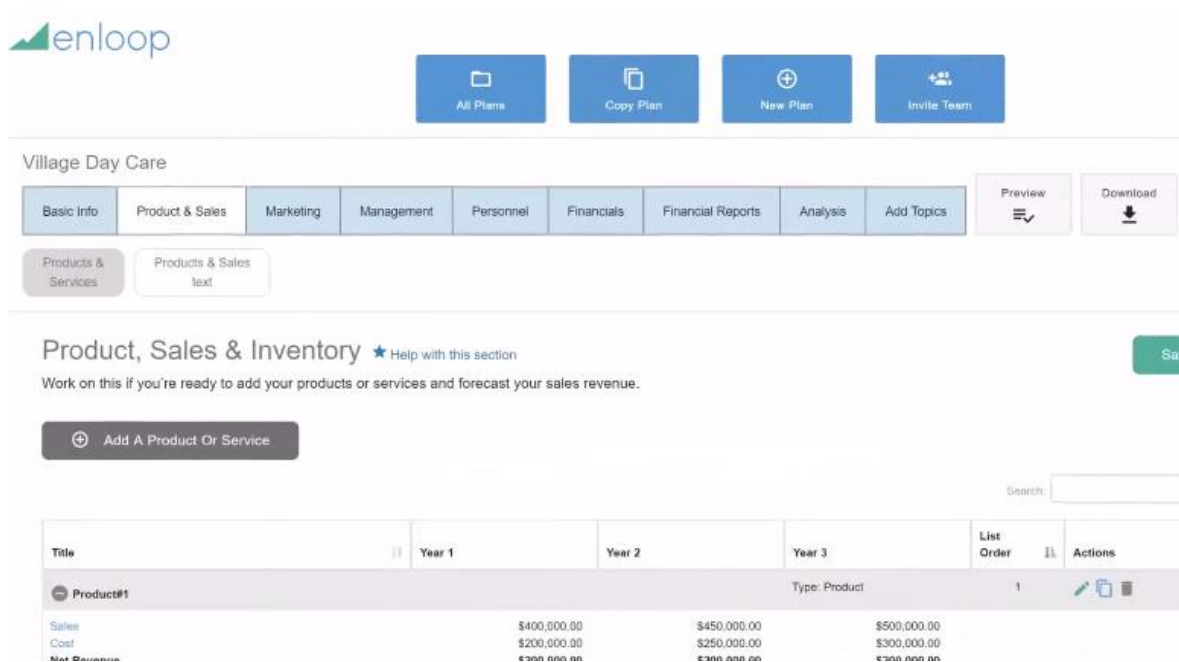 enloop
All Plans
Copy Plan
New Plan
Invite Team
Village Day Care
Basic Info
Product & Sales
Marketing
Management
Personnel
Financials
Financial Reports
Analysis
Add Topics
Preview
Download
Products &
Services
Products & Sales
text
Product, Sales & Inventory ★ Help with this section
Sa
Work on this if you're ready to add your products or services and forecast your sales revenue.
Add A Product Or Service
Search:
Title Year 1 Year 2 Year 3 List Order Actions
Product#1 Type: Product 1
Sales $400,000.00 $450,000.00 $500,000.00
Cost $200,000.00 $250,000.00 $300,000.00
Net Revenue